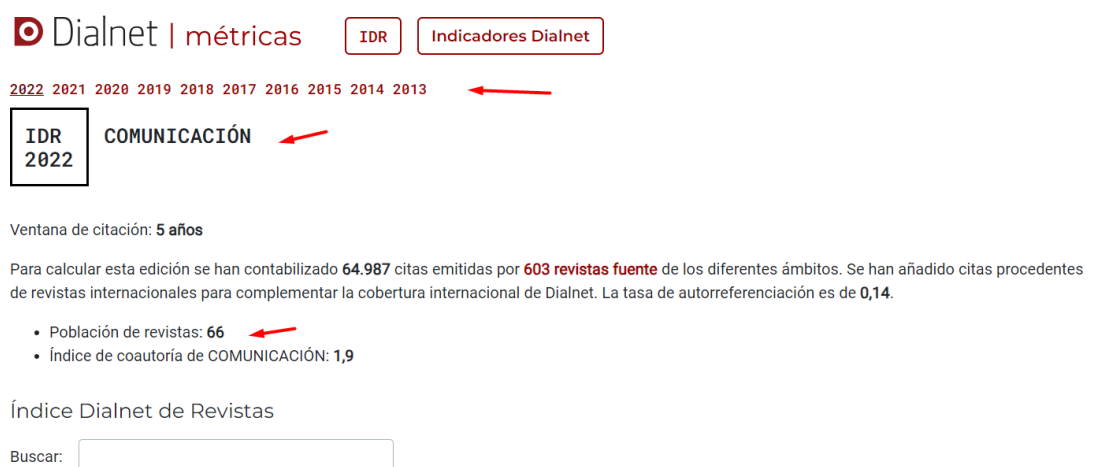 Dialnet | métricas IDR Indicadores Dialnet
2022 2021 2020 2019 2018 2017 2016 2015 2014 2013
IDR COMUNICACIÓN
2022
Ventana de citación: 5 años
Para calcular esta edición se han contabilizado 64.987 citas emitidas por 603 revistas fuente de los diferentes ámbitos. Se han añadido citas procedentes
de revistas internacionales para complementar la cobertura internacional de Dialnet. La tasa de autorreferenciación es de 0,14.
• Población de revistas: 66
• Índice de coautoría de COMUNICACIÓN: 1,9
Índice Dialnet de Revistas
Buscar: